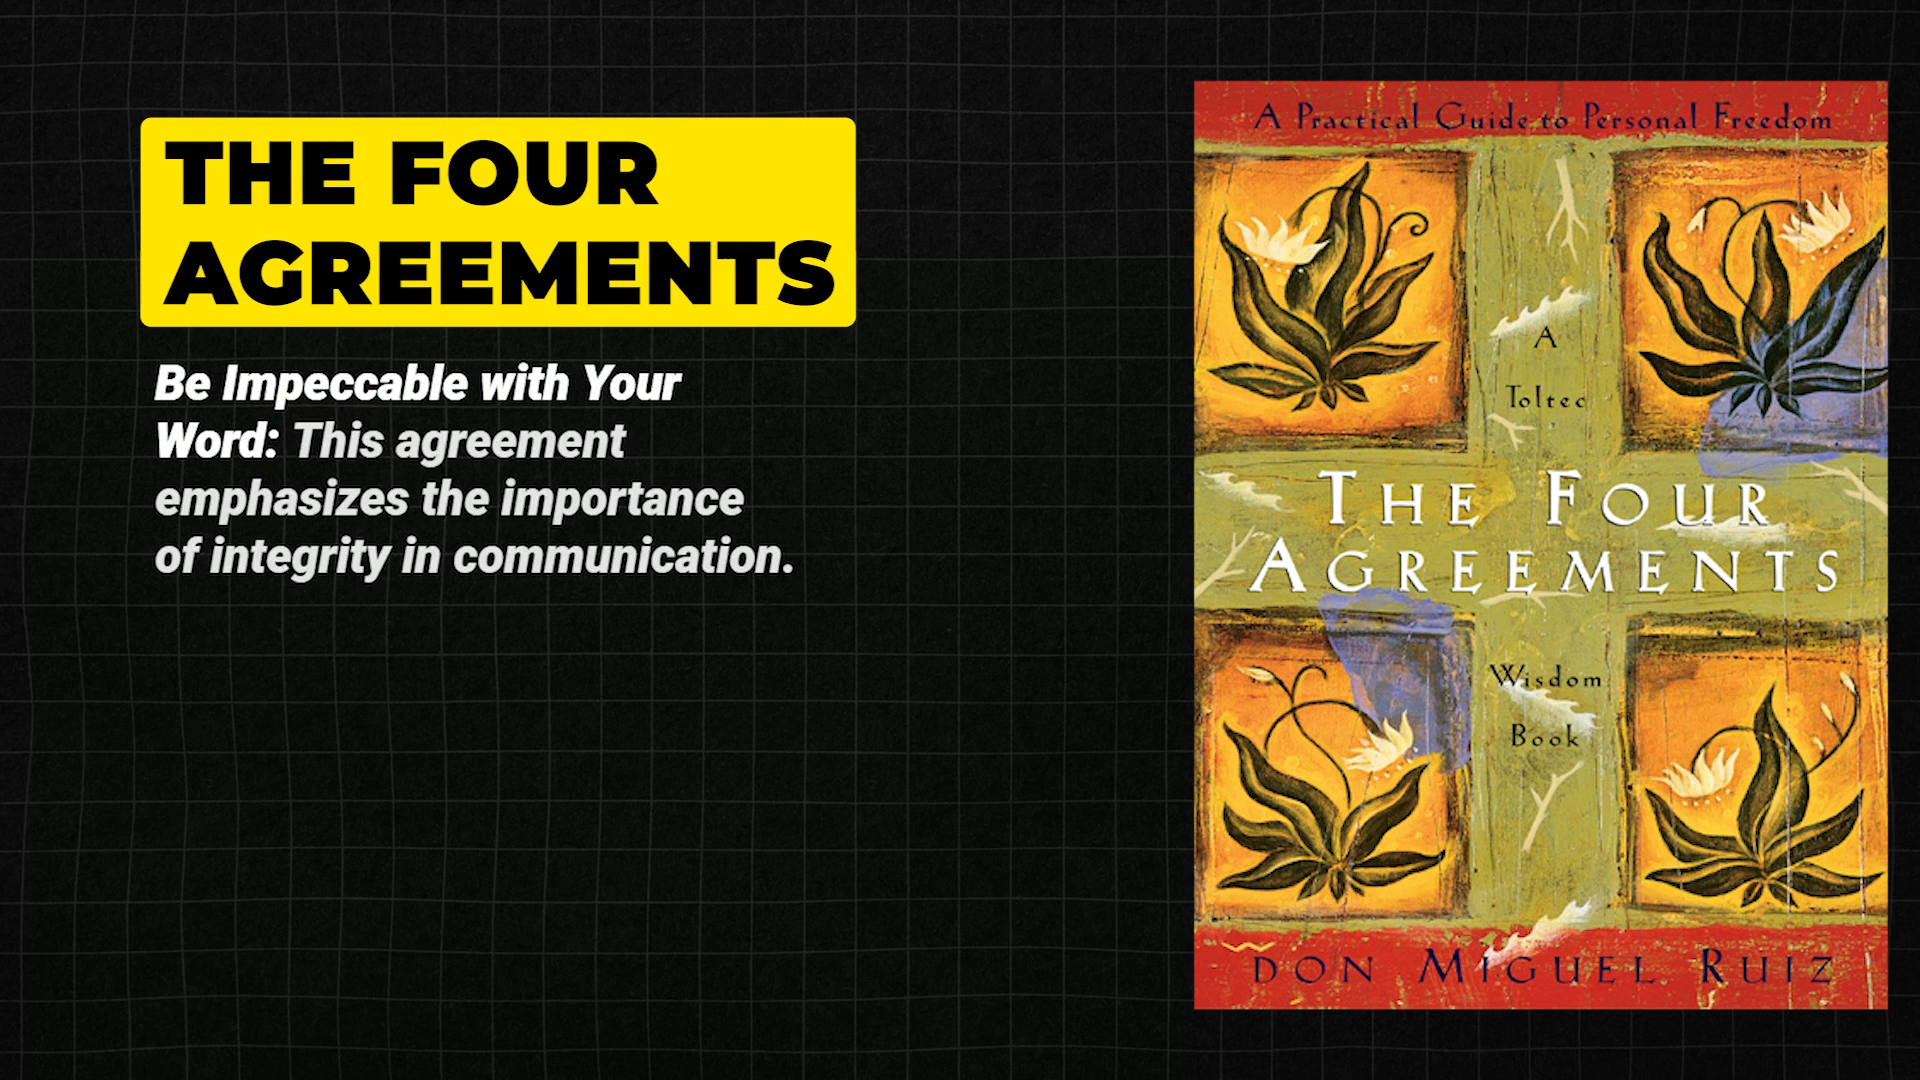 THE FOUR
AGREEMENTS
Be Impeccable with Your
Word: This agreement
emphasizes the importance
of integrity in communication.
A Practical Guide to Personal Freedom
A
Toltec
THE FOUR
AGREEMENTS
Wisdom
Book
DON MIGUEL RUIZ